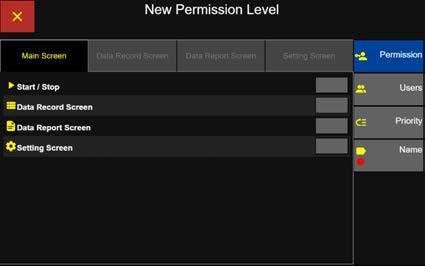 New Permission Level
Main Screen
Data Record Screen
Data Report Screen
Setting Screen
Permission
Start / Stop
Users
Data Record Screen
Data Report Screen
Priority
Setting Screen
Name